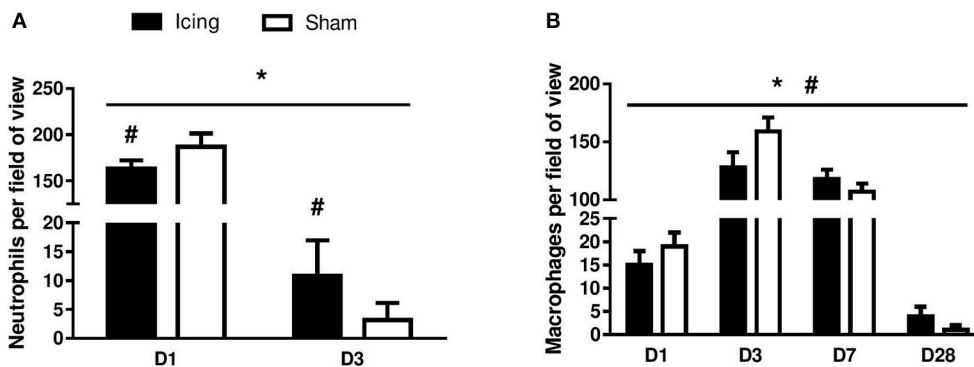 A
Icing
Sham
Neutrophils per field of view
250
200
150
20
15
10
5
0
*
#
#
D1
D3
B
Macrophages per field of view
200
150
100
25
20
15
10
5
0
* #
D1
D3
D7
D28